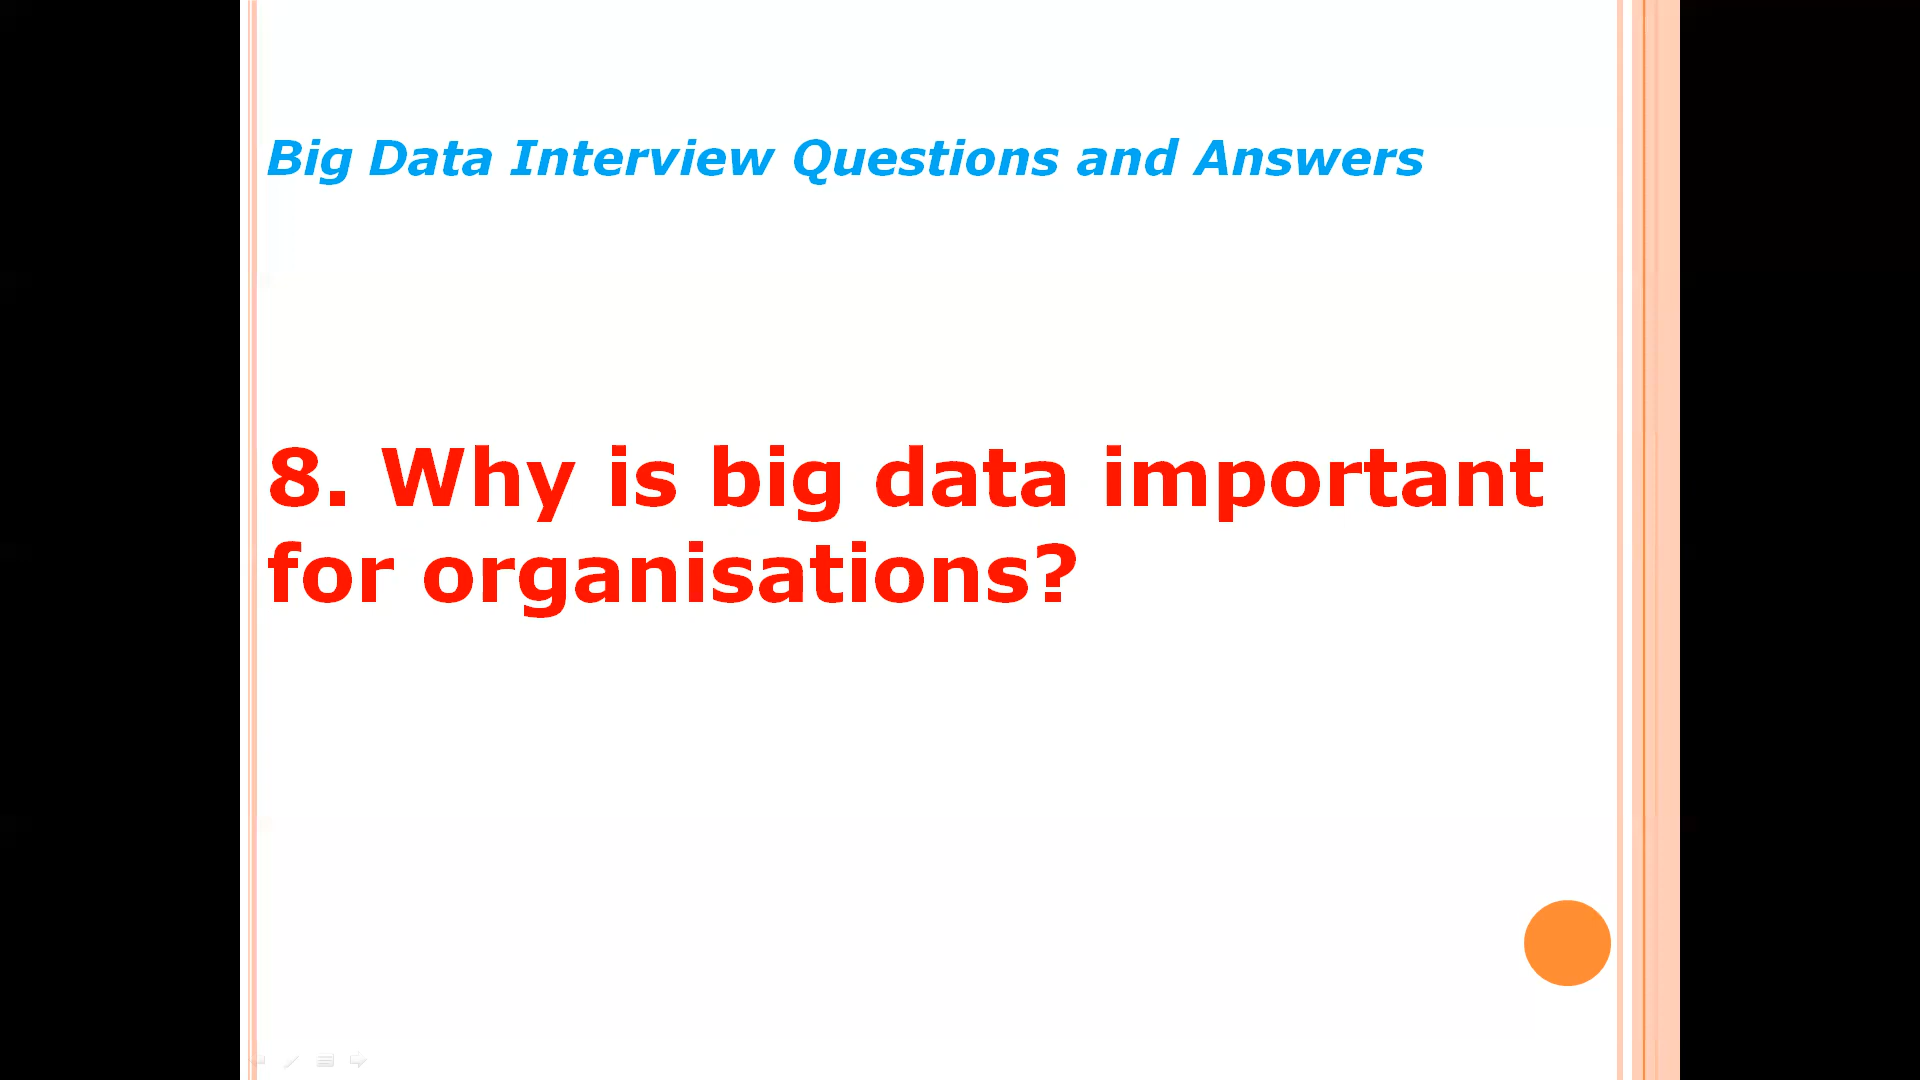 Big Data Interview Questions and Answers
8. Why is big data important
for organisations?